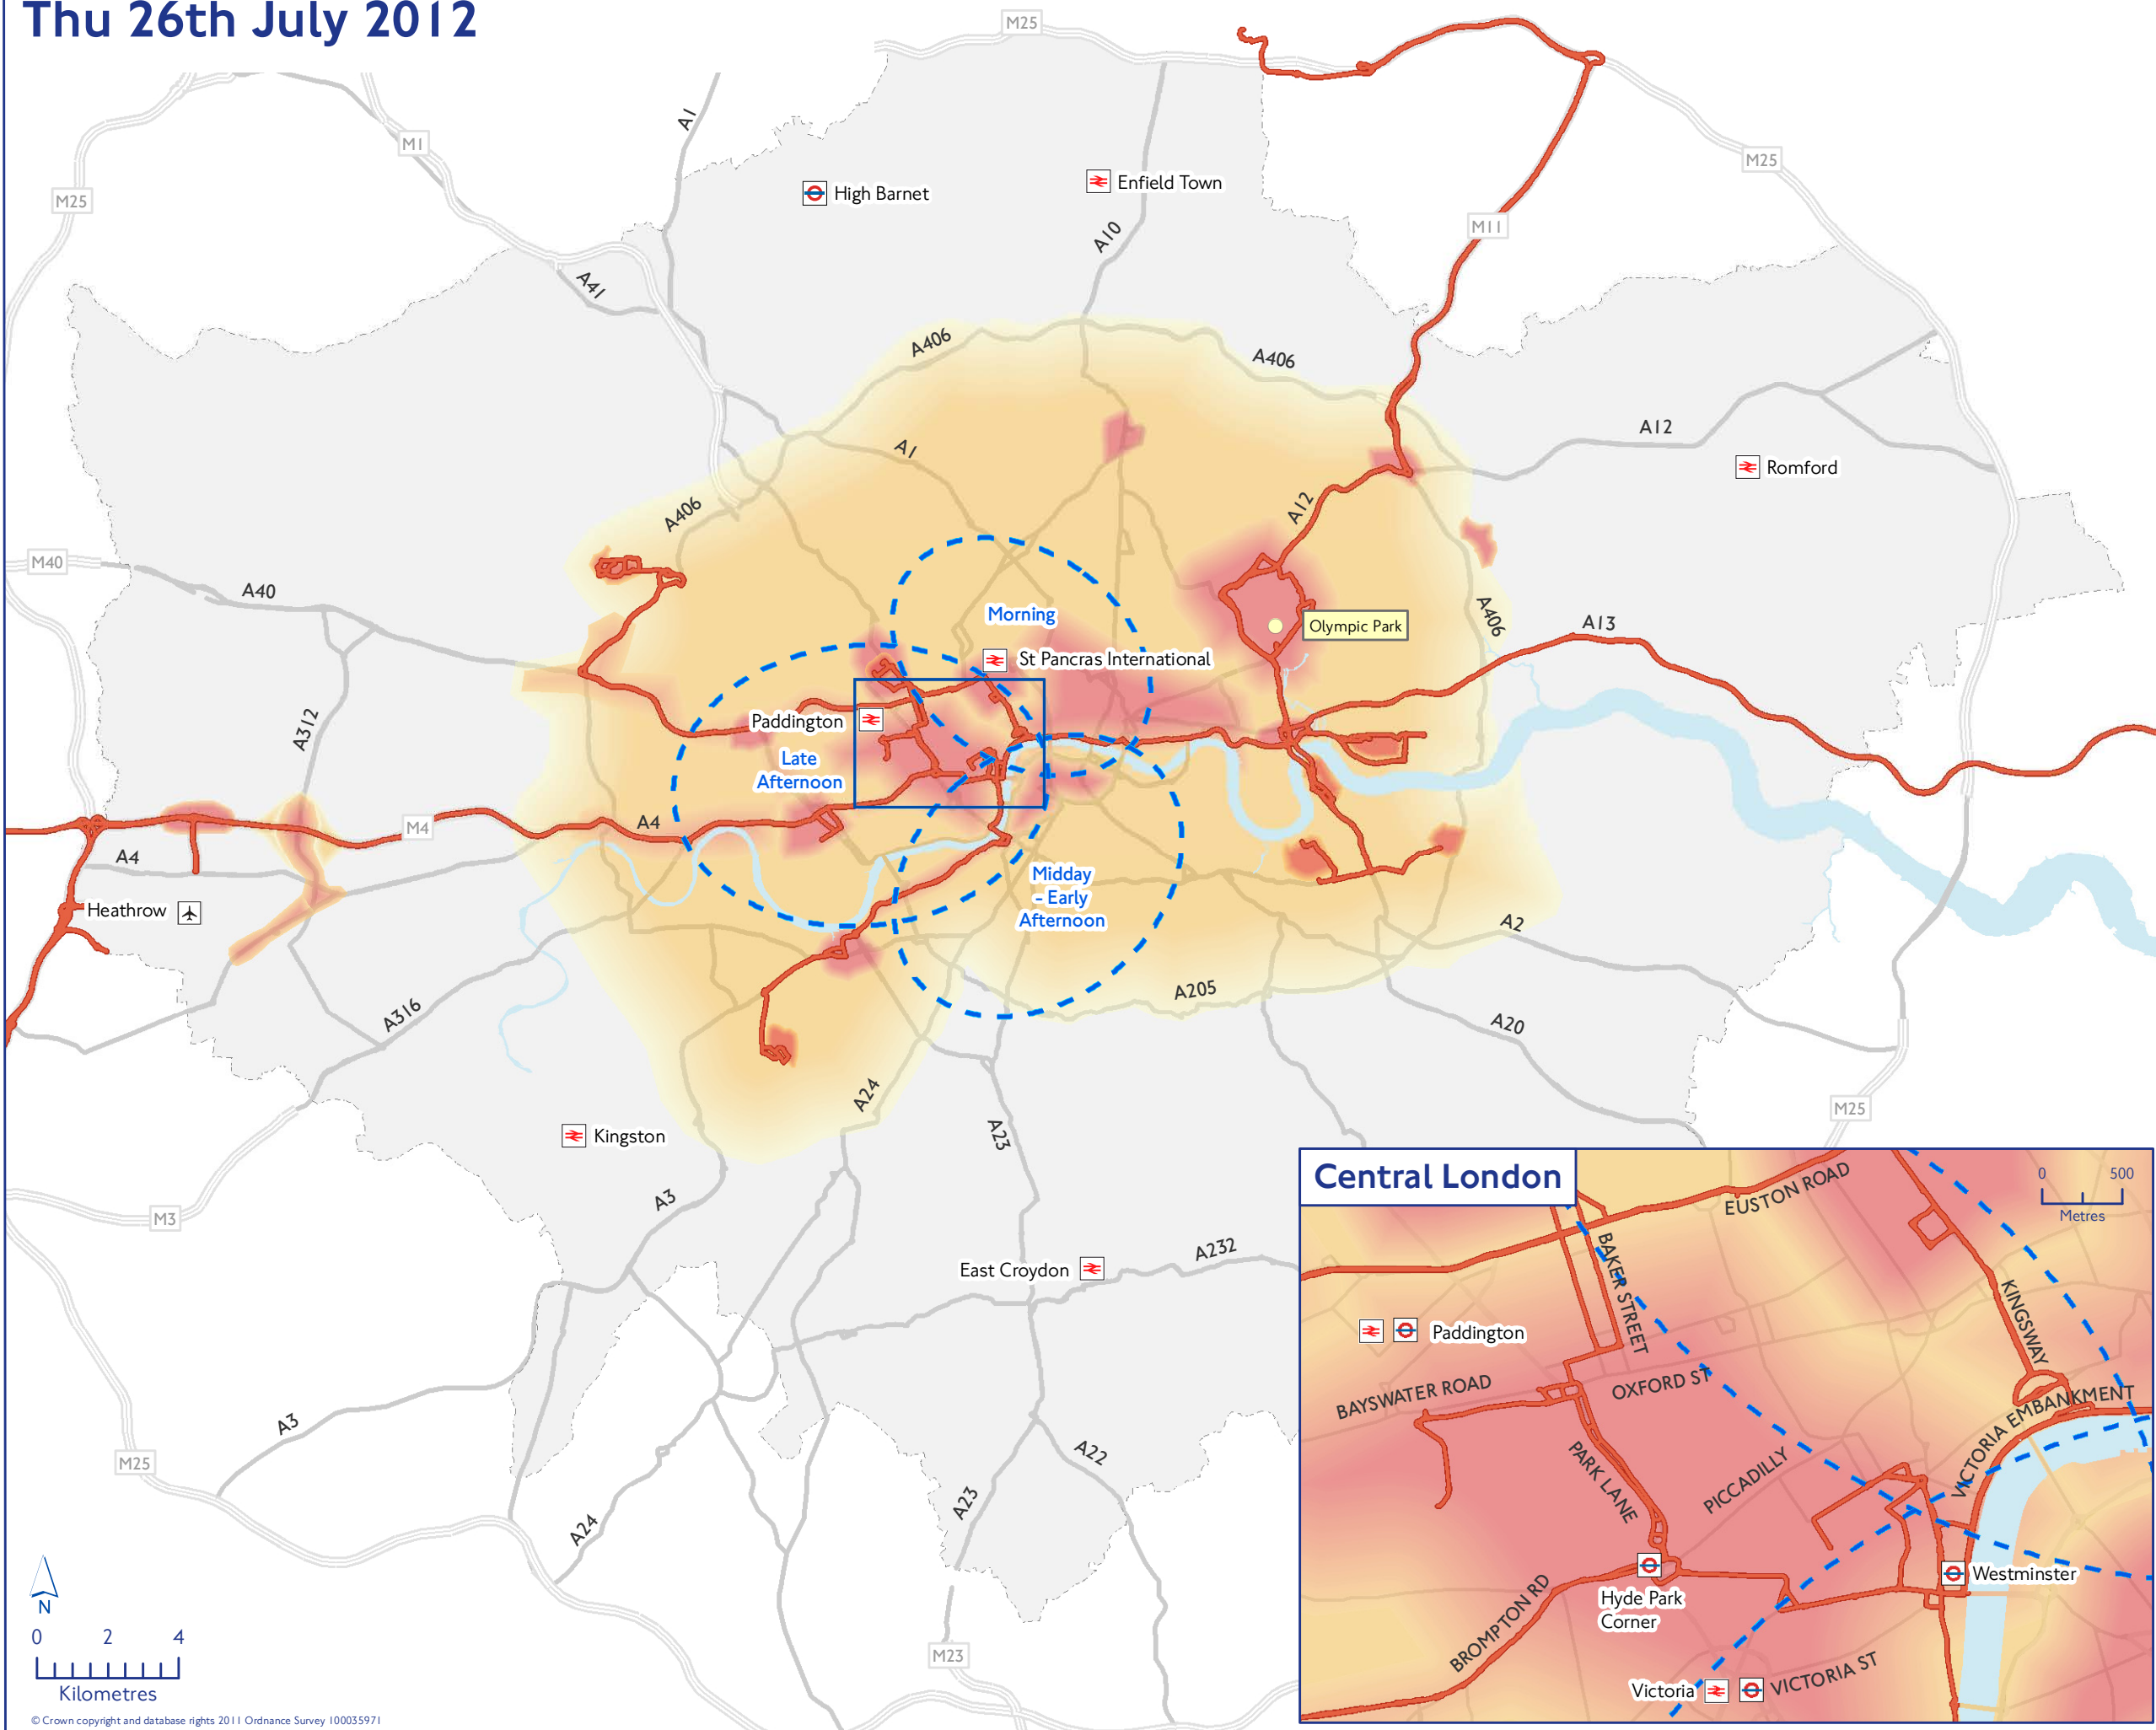 Thu 26th July 2012
M25
M1
A1
M25
M25
High Barnet
Enfield Town
A10
M11
A41
A406
A406
A12
A1
Romford
A406
A12
M40
A40
Morning
Olympic Park
A406
A13
St Pancras International
Paddington
A312
Late
Afternoon
M4
A4
A4
Midday
- Early
Afternoon
Heathrow
A2
A205
A316
A20
A24
M25
Kingston
A23
A3
M3
East Croydon
A232
A3
M25
A22
A23
A24
M23
N
0 2 4
Kilometres
© Crown copyright and database rights 2011 Ordnance Survey 100035971
Central London
0 500
Metres
EUSTON ROAD
BAKER STREET
KINGSWAY
Paddington
BAYSWATER ROAD
OXFORD ST
VICTORIA EMBANKMENT
PARK LANE
PICCADILLY
Westminster
Hyde Park
Corner
BROMPTON RD
Victoria
VICTORIA ST